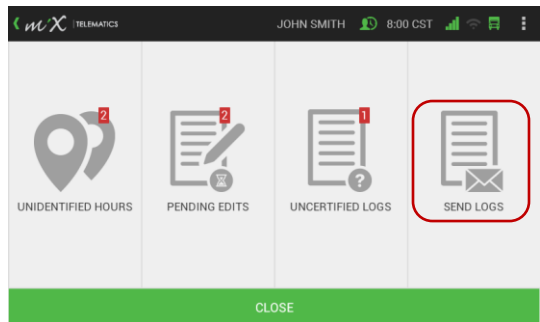 mix TELEMATICS JOHN SMITH 8:00 CST
2 2 1
?
UNIDENTIFIED HOURS PENDING EDITS UNCERTIFIED LOGS SEND LOGS
CLOSE